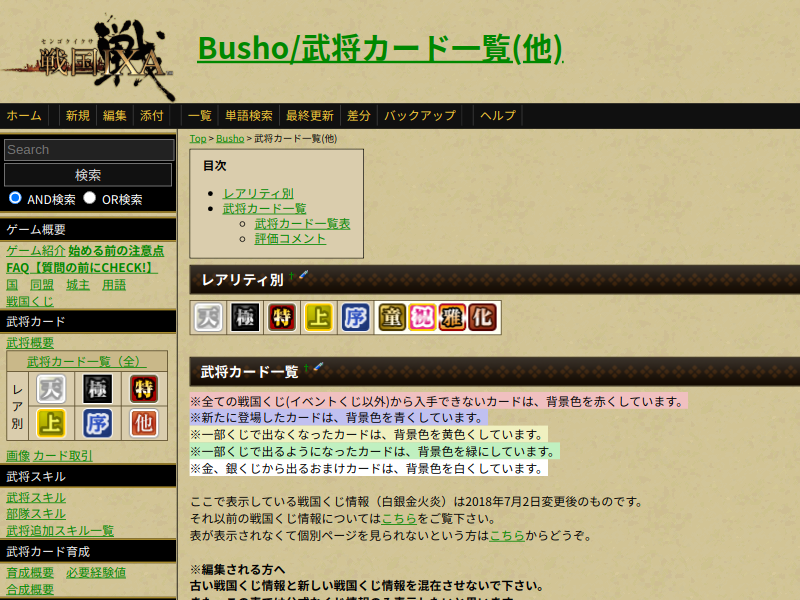 センゴクイクサ
戦国IXA
Busho/武将カード一覧(他)
ホーム 新規 編集 添付 一覧 単語検索 最終更新 差分 バックアップ ヘルプ
Search
検索
AND検索 OR検索
ゲーム概要
ゲーム紹介 始める前の注意点
FAQ【質問の前にCHECK!】
国 同盟 城主 用語
戦国くじ
武将カード
武将概要
武将カード一覧（全）
レア別
天 極 特
上 序 他
画像 カード取引
武将スキル
武将スキル
部隊スキル
武将追加スキル一覧
武将カード育成
育成概要 必要経験値
合成概要
Top > Busho > 武将カード一覧(他)
目次
レアリティ別
武将カード一覧
武将カード一覧表
評価コメント
レアリティ別
天 極 特 上 序 童 祝 雅 化
武将カード一覧
※全ての戦国くじ(イベントくじ以外)から入手できないカードは、背景色を赤くしています。
※新たに登場したカードは、背景色を青くしています。
※一部くじで出なくなったカードは、背景色を黄色くしています。
※一部くじで出るようになったカードは、背景色を緑にしています。
※金、銀くじから出るおまけカードは、背景色を白くしています。
ここで表示している戦国くじ情報（白銀金火炎）は2018年7月2日変更後のものです。
それ以前の戦国くじ情報についてはこちらをご覧下さい。
表が表示されなくて個別ページを見られないという方はこちらからどうぞ。
※編集される方へ
古い戦国くじ情報と新しい戦国くじ情報を混在させないで下さい。